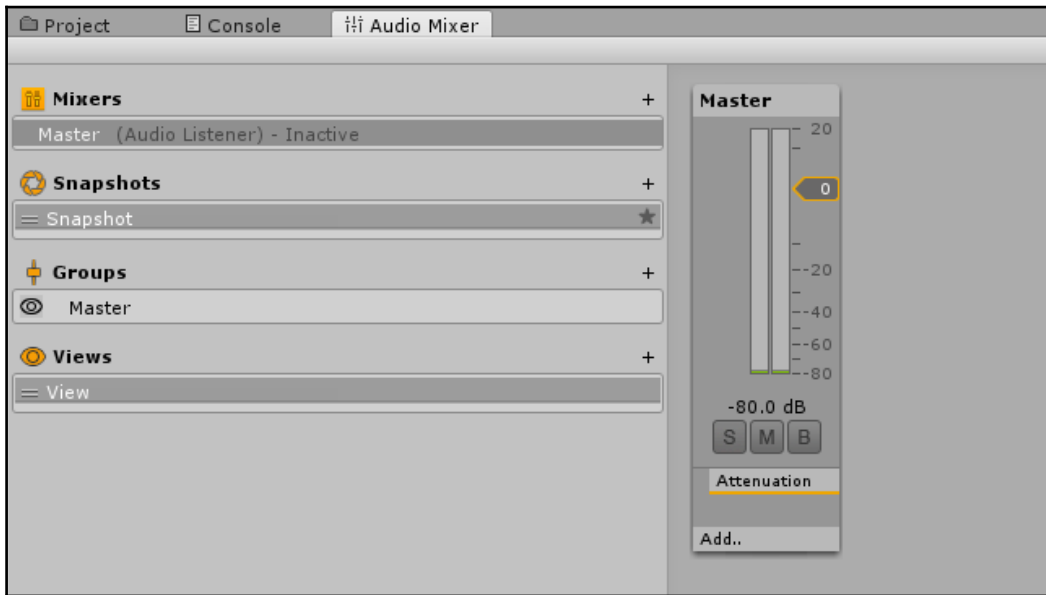 Project Console Audio Mixer
Mixers +
Master (Audio Listener) - Inactive
Snapshots +
Snapshot
Groups +
Master
Views +
View
Master
20
0
-20
-40
-60
-80
-80.0 dB
S M B
Attenuation
Add..